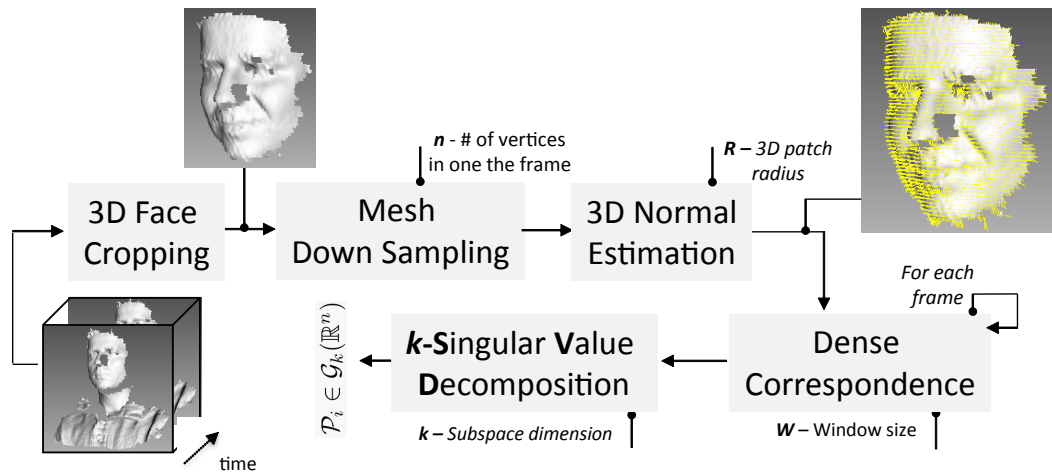 n - # of vertices
in one the frame
R – 3D patch
radius
3D Face
Cropping
Mesh
Down Sampling
3D Normal
Estimation
For each
frame
Dense
Correspondence
W – Window size
k-Singular Value
Decomposition
k – Subspace dimension
𝒫ᵢ ∈ 𝒢ₖ(ℝⁿ)
time